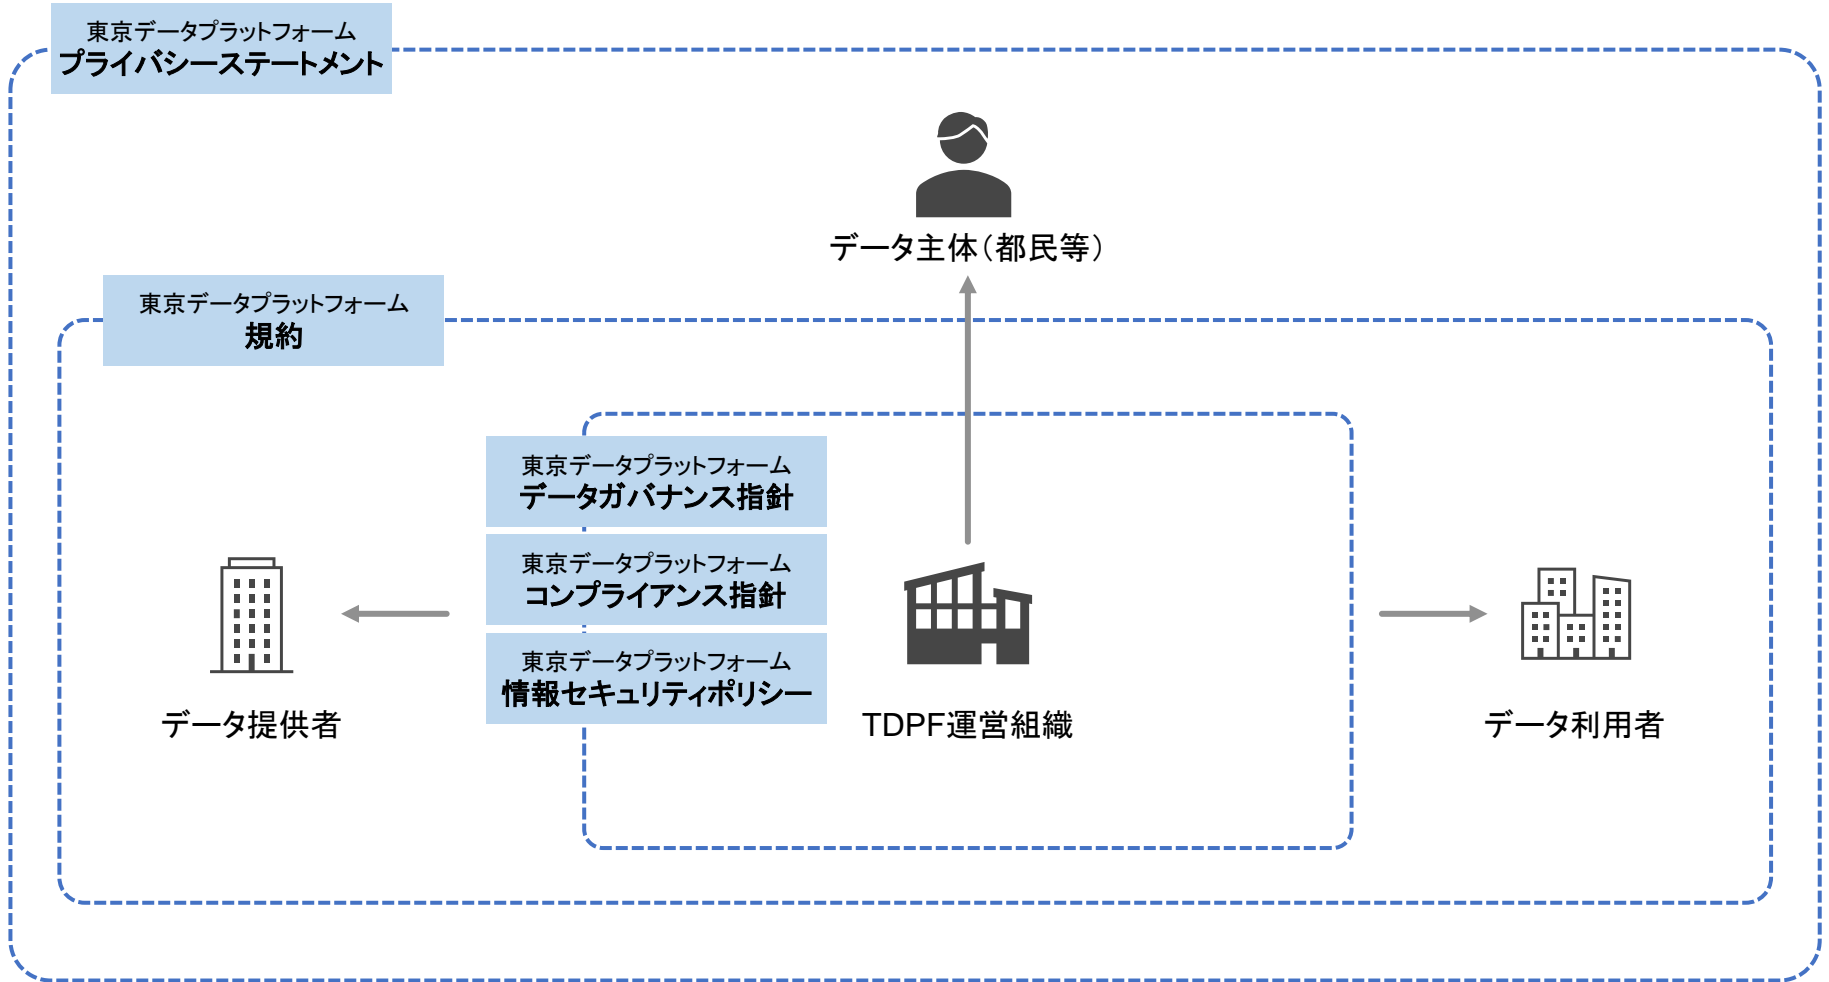 東京データプラットフォーム
プライバシーステートメント
データ主体（都民等）
東京データプラットフォーム
規約
東京データプラットフォーム
データガバナンス指針
東京データプラットフォーム
コンプライアンス指針
東京データプラットフォーム
情報セキュリティポリシー
データ提供者
TDPF運営組織
データ利用者